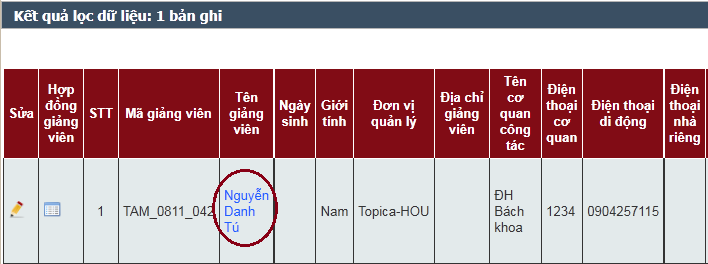 Kết quả lọc dữ liệu: 1 bản ghi
Sửa
Hợp
đồng
giảng
viên
STT
Mã giảng viên
Tên
giảng
viên
Ngày
sinh
Giới
tính
Đơn vị
quản lý
Địa chỉ
giảng
viên
Tên
cơ
quan
công
tác
Điện
thoại
cơ
quan
Điện thoại
di động
Điện
thoại
nhà
riêng
1
TAM_0811_042
Nguyễn
Danh
Tú
Nam
Topica-HOU
ĐH
Bách
khoa
1234
0904257115